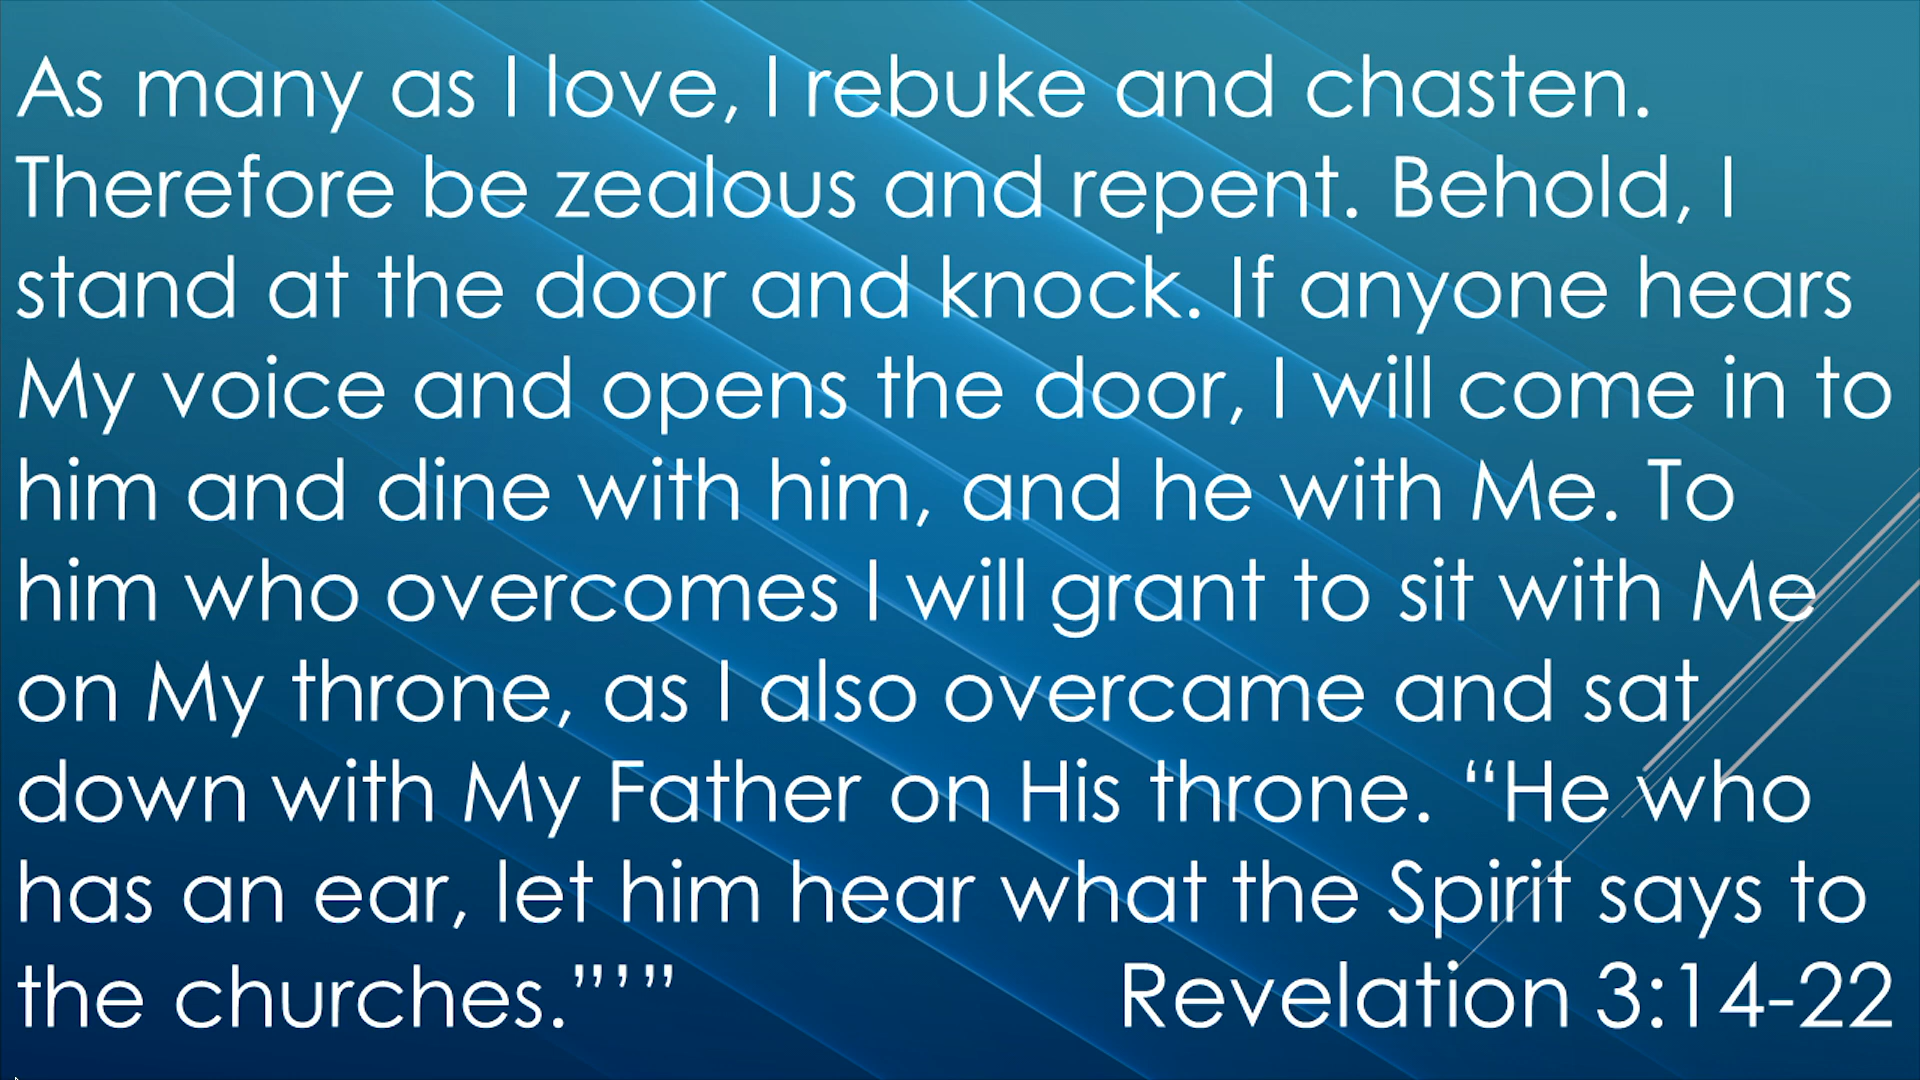 As many as I love, I rebuke and chasten.
Therefore be zealous and repent. Behold, I
stand at the door and knock. If anyone hears
My voice and opens the door, I will come in to
him and dine with him, and he with Me. To
him who overcomes I will grant to sit with Me
on My throne, as I also overcame and sat
down with My Father on His throne. “He who
has an ear, let him hear what the Spirit says to
the churches.”’” Revelation 3:14-22